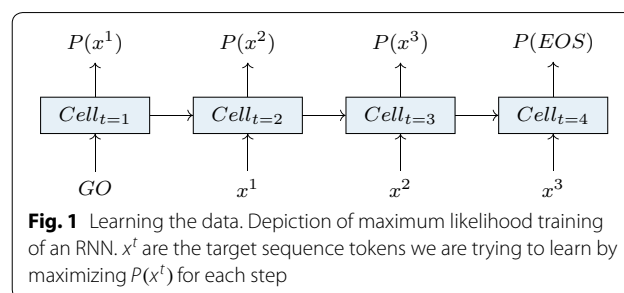 P(x¹) P(x²) P(x³) P(EOS)
Cell_{t=1} Cell_{t=2} Cell_{t=3} Cell_{t=4}
GO x¹ x² x³
Fig. 1 Learning the data. Depiction of maximum likelihood training
of an RNN. xᵗ are the target sequence tokens we are trying to learn by
maximizing P(xᵗ) for each step